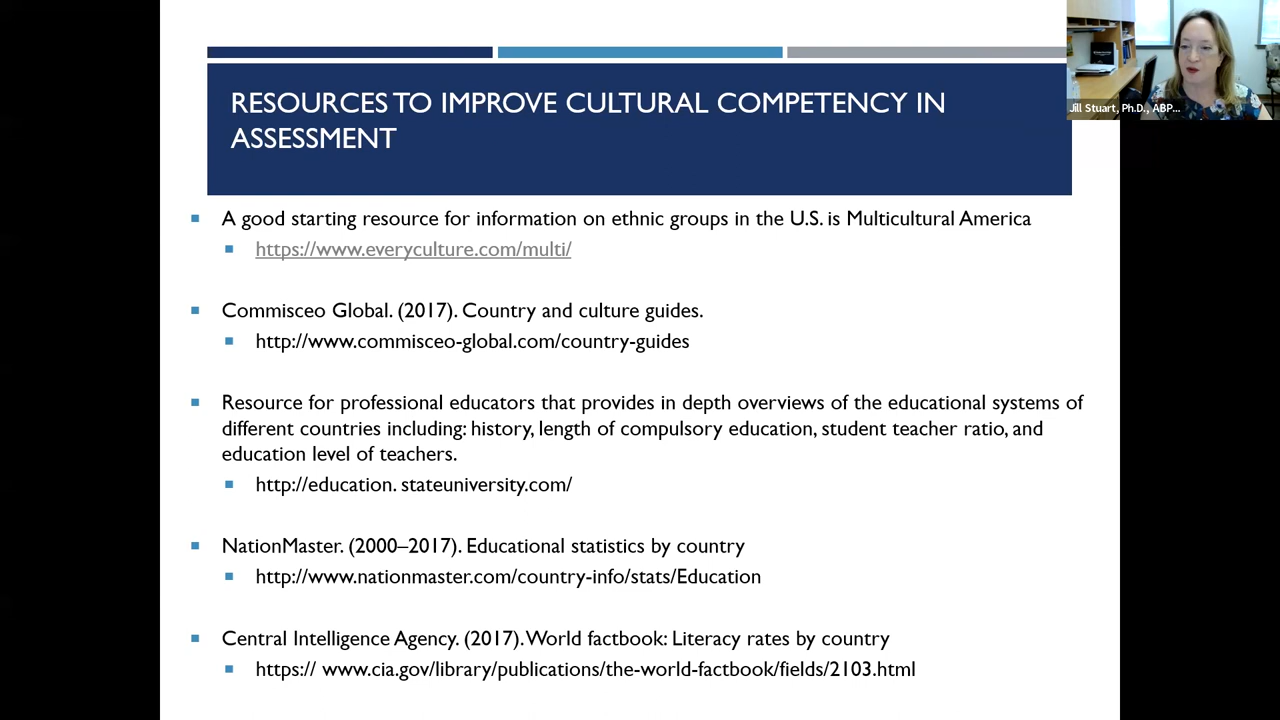 RESOURCES TO IMPROVE CULTURAL COMPETENCY IN
ASSESSMENT
Jill Stuart, Ph.D., ABP...
A good starting resource for information on ethnic groups in the U.S. is Multicultural America
https://www.everyculture.com/multi/
Commisceo Global. (2017). Country and culture guides.
http://www.commisceo-global.com/country-guides
Resource for professional educators that provides in depth overviews of the educational systems of
different countries including: history, length of compulsory education, student teacher ratio, and
education level of teachers.
http://education. stateuniversity.com/
NationMaster. (2000–2017). Educational statistics by country
http://www.nationmaster.com/country-info/stats/Education
Central Intelligence Agency. (2017). World factbook: Literacy rates by country
https:// www.cia.gov/library/publications/the-world-factbook/fields/2103.html